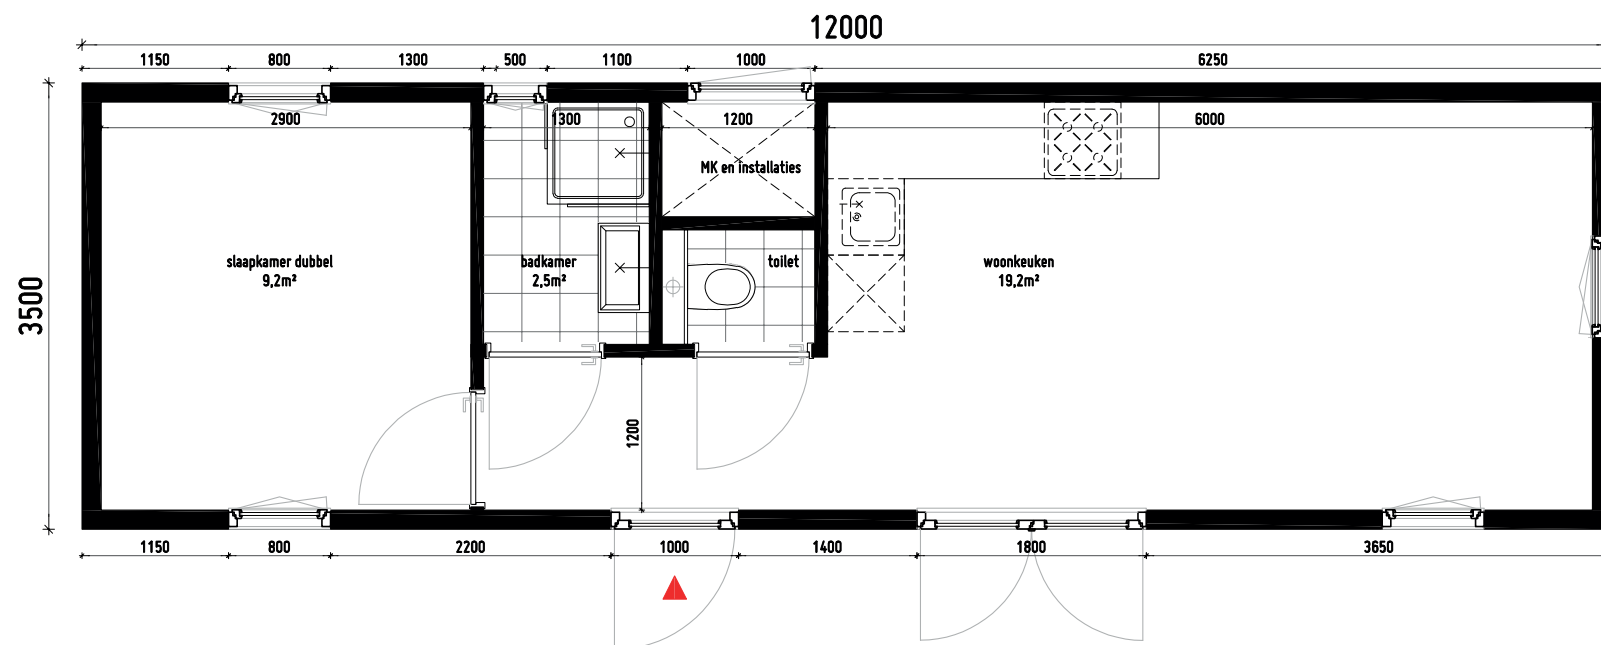 12000
1150 800 1300 500 1100 1000 6250
2900 1300 1200 6000
MK en installaties
slaapkamer dubbel
9,2m²
badkamer
2,5m²
toilet
woonkeuken
19,2m²
3500
1200
1150 800 2200 1000 1400 1800 3650